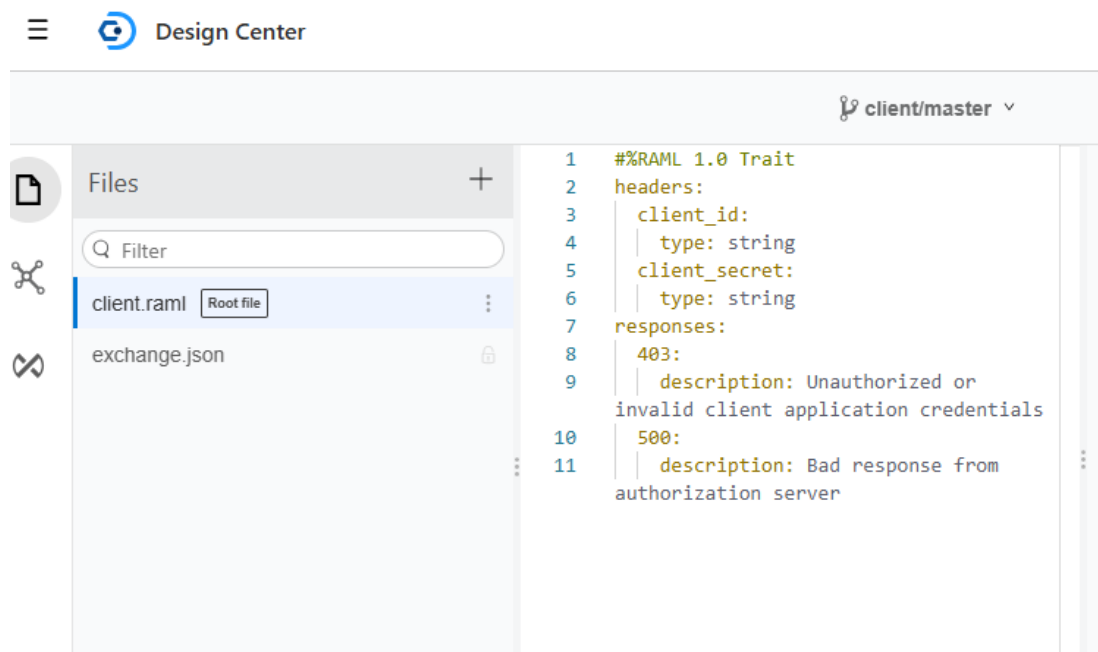 Design Center
client/master
Files
Filter
client.raml Root file
exchange.json
1 #%RAML 1.0 Trait
2 headers:
3 client_id:
4 type: string
5 client_secret:
6 type: string
7 responses:
8 403:
9 description: Unauthorized or
invalid client application credentials
10 500:
11 description: Bad response from
authorization server